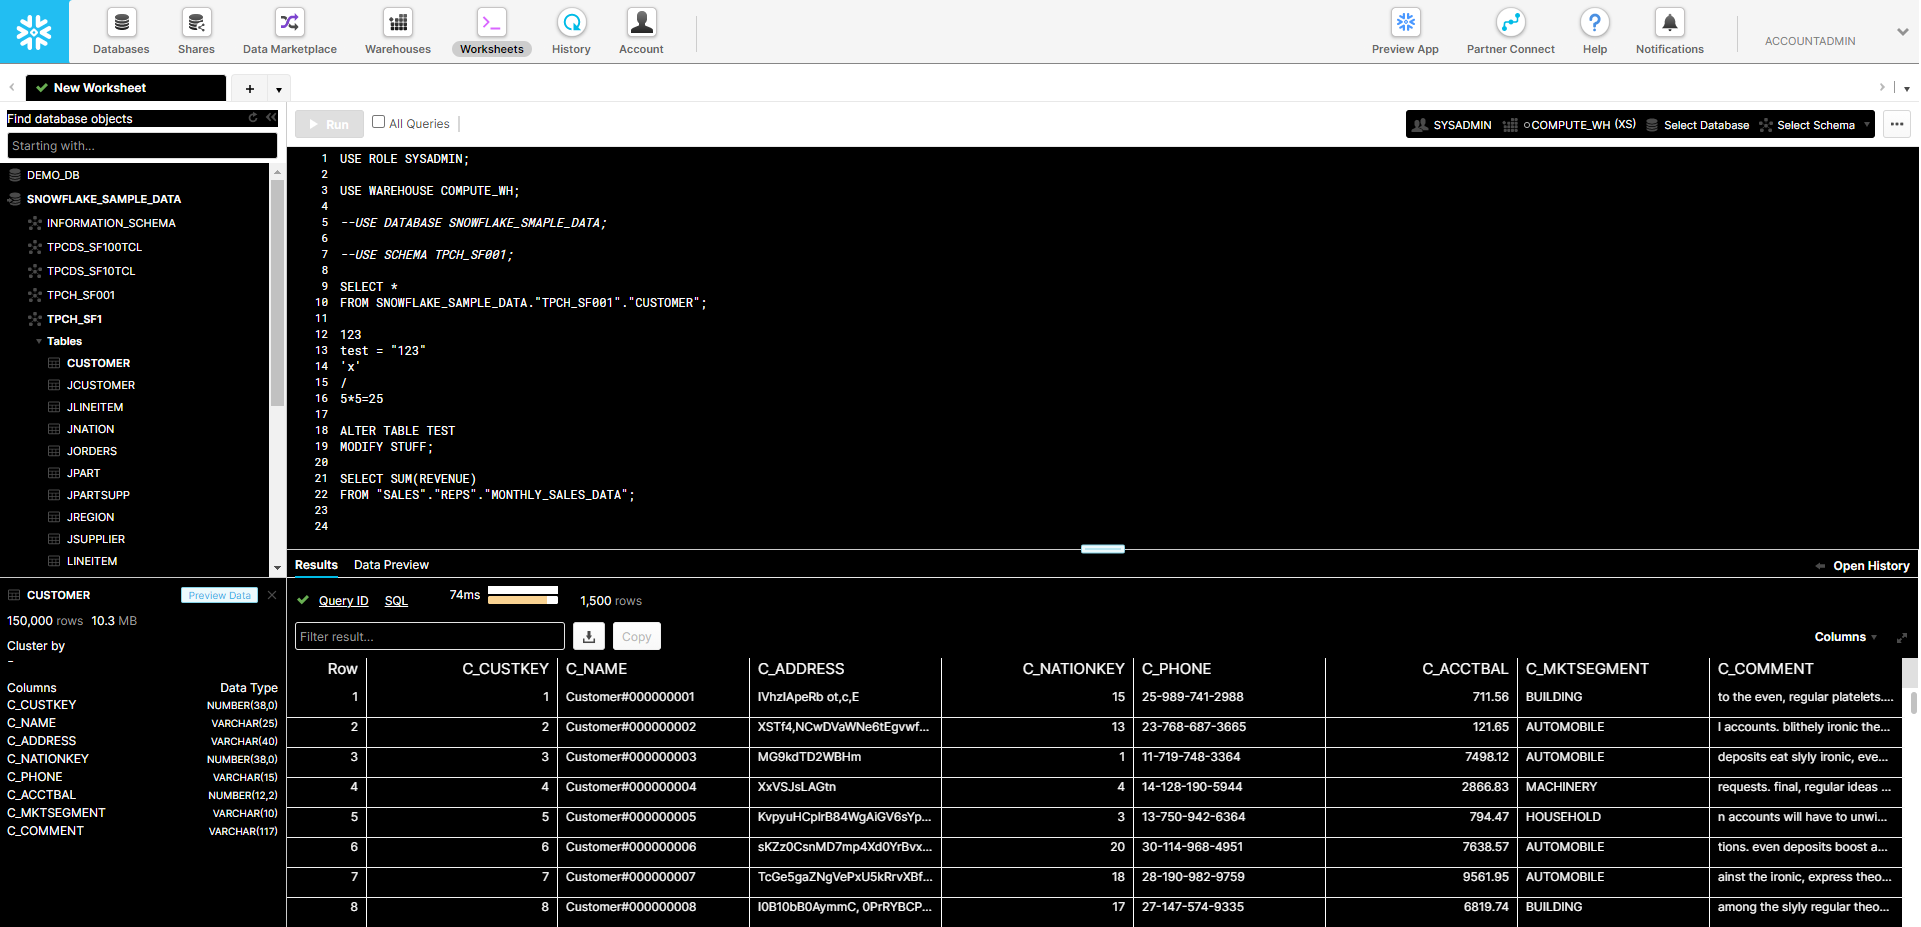 Databases Shares Data Marketplace Warehouses Worksheets History Account Preview App Partner Connect Help Notifications ACCOUNTADMIN
New Worksheet
Find database objects
Starting with...
DEMO_DB
SNOWFLAKE_SAMPLE_DATA
INFORMATION_SCHEMA
TPCDS_SF100TCL
TPCDS_SF10TCL
TPCH_SF001
TPCH_SF1
Tables
CUSTOMER
JCUSTOMER
JLINEITEM
JNATION
JORDERS
JPART
JPARTSUPP
JREGION
JSUPPLIER
LINEITEM
Run All Queries SYSADMIN COMPUTE_WH (XS) Select Database Select Schema
1 USE ROLE SYSADMIN;
2
3 USE WAREHOUSE COMPUTE_WH;
4
5 --USE DATABASE SNOWFLAKE_SMAPLE_DATA;
6
7 --USE SCHEMA TPCH_SF001;
8
9 SELECT *
10 FROM SNOWFLAKE_SAMPLE_DATA."TPCH_SF001"."CUSTOMER";
11
12 123
13 test = "123"
14 'x'
15 /
16 5*5=25
17
18 ALTER TABLE TEST
19 MODIFY STUFF;
20
21 SELECT SUM(REVENUE)
22 FROM "SALES"."REPS"."MONTHLY_SALES_DATA";
23
24
CUSTOMER Preview Data
150,000 rows 10.3 MB
Cluster by
–
Columns Data Type
C_CUSTKEY NUMBER(38,0)
C_NAME VARCHAR(25)
C_ADDRESS VARCHAR(40)
C_NATIONKEY NUMBER(38,0)
C_PHONE VARCHAR(15)
C_ACCTBAL NUMBER(12,2)
C_MKTSEGMENT VARCHAR(10)
C_COMMENT VARCHAR(117)
Results Data Preview Open History
Query ID SQL 74ms 1,500 rows
Filter result... Copy Columns
Row C_CUSTKEY C_NAME C_ADDRESS C_NATIONKEY C_PHONE C_ACCTBAL C_MKTSEGMENT C_COMMENT
1 1 Customer#000000001 IVhzIApeRb ot,c,E 15 25-989-741-2988 711.56 BUILDING to the even, regular platelets....
2 2 Customer#000000002 XSTf4,NCwDVaWNe6tEgvwf... 13 23-768-687-3665 121.65 AUTOMOBILE l accounts. blithely ironic the...
3 3 Customer#000000003 MG9kdTD2WBHm 1 11-719-748-3364 7498.12 AUTOMOBILE deposits eat slyly ironic, eve...
4 4 Customer#000000004 XxVSJsLAGtn 4 14-128-190-5944 2866.83 MACHINERY requests. final, regular ideas ...
5 5 Customer#000000005 KvpyuHCplrB84WgAiGV6sYp... 3 13-750-942-6364 794.47 HOUSEHOLD n accounts will have to unwi...
6 6 Customer#000000006 sKZz0CsnMD7mp4Xd0YrBvx... 20 30-114-968-4951 7638.57 AUTOMOBILE tions. even deposits boost a...
7 7 Customer#000000007 TcGe5gaZNgVePxU5kRrvXBf... 18 28-190-982-9759 9561.95 AUTOMOBILE ainst the ironic, express theo...
8 8 Customer#000000008 I0B10bB0AymmC, 0PrRYBCP... 17 27-147-574-9335 6819.74 BUILDING among the slyly regular theo...